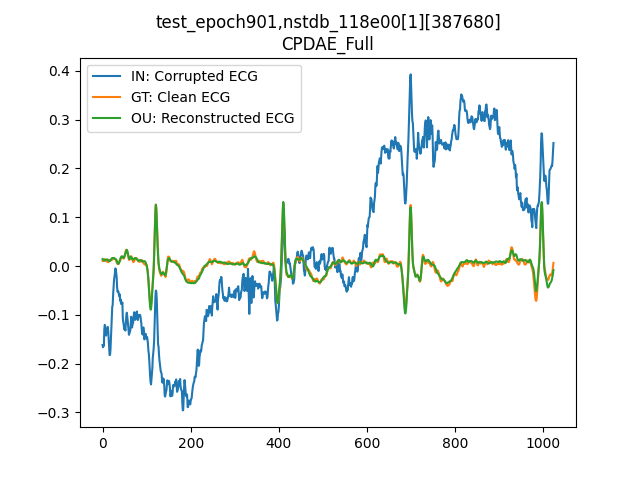 test_epoch901,nstdb_118e00[1][387680]
CPDAE_Full
IN: Corrupted ECG
GT: Clean ECG
OU: Reconstructed ECG
0.4
0.3
0.2
0.1
0.0
−0.1
−0.2
−0.3
0 200 400 600 800 1000